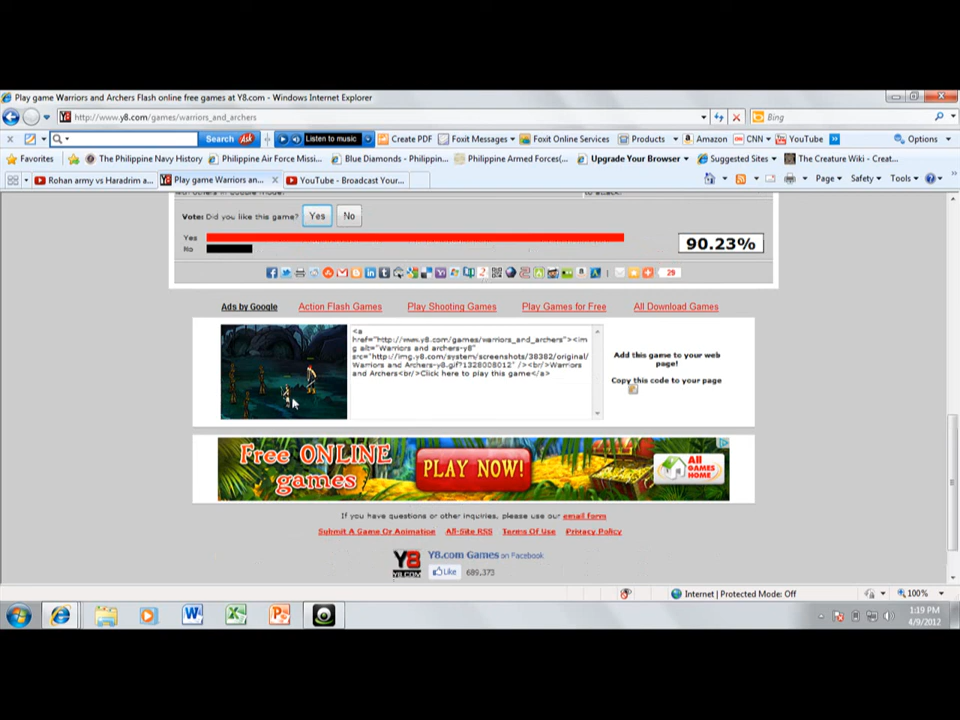 Play game Warriors and Archers Flash online free games at Y8.com - Windows Internet Explorer
http://www.y8.com/games/warriors_and_archers
Bing
Search
Listen to music
Create PDF
Foxit Messages
Foxit Online Services
Products
Amazon
CNN
YouTube
Options
Favorites
The Philippine Navy History
Philippine Air Force Missi...
Blue Diamonds - Philippin...
Philippine Armed Forces(...
Upgrade Your Browser
Suggested Sites
The Creature Wiki - Creat...
Rohan army vs Haradrim a...
Play game Warriors an...
YouTube - Broadcast Your...
Page
Safety
Tools
to attack.
Vote: Did you like this game? Yes No
Yes
No
90.23%
Ads by Google
Action Flash Games
Play Shooting Games
Play Games for Free
All Download Games
<a
href="http://www.y8.com/games/warriors_and_archers"><im
g alt="Warriors and archers-y8"
src="http://img.y8.com/system/screenshots/38382/original/
Warriors and Archers-y8.gif?1328008012" /><br/>Warriors
and Archers<br/>Click here to play this game</a>
Add this game to your web
page!
Copy this code to your page
Free ONLINE
games
PLAY NOW!
All
GAMES
HOME
If you have questions or other inquiries, please use our email form
Submit A Game Or Animation
All-Site RSS
Terms Of Use
Privacy Policy
Y8
Y8.COM
Y8.com Games on Facebook
Like
689,373
Internet | Protected Mode: Off
100%
1:19 PM
4/9/2012